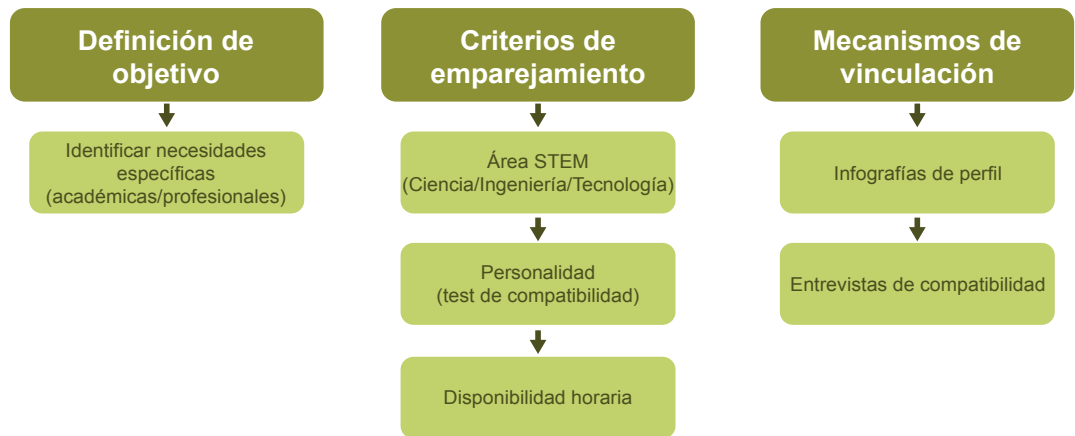 Definición de
objetivo
Identificar necesidades
específicas
(académicas/profesionales)
Criterios de
emparejamiento
Área STEM
(Ciencia/Ingeniería/Tecnología)
Personalidad
(test de compatibilidad)
Disponibilidad horaria
Mecanismos de
vinculación
Infografías de perfil
Entrevistas de compatibilidad